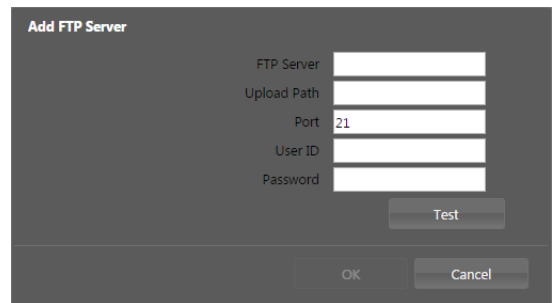 Add FTP Server
FTP Server
Upload Path
Port 21
User ID
Password
Test
OK Cancel